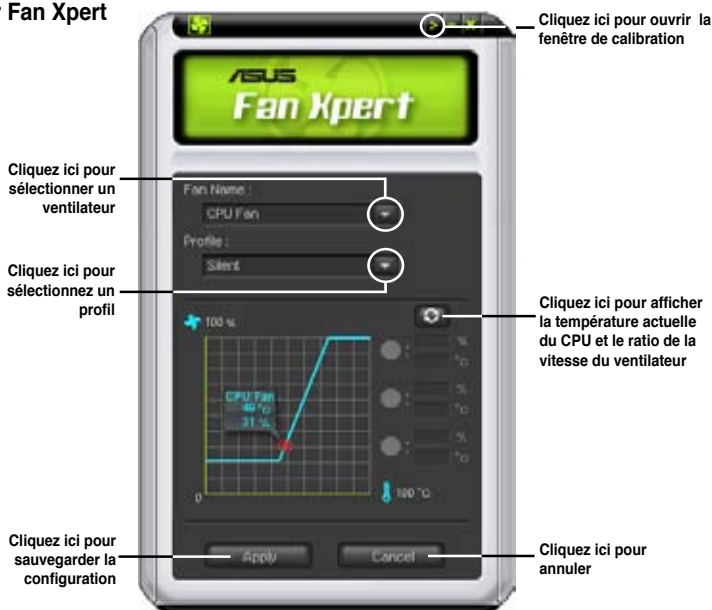 r Fan Xpert
Cliquez ici pour ouvrir la
fenêtre de calibration
ASUS
Fan Xpert
Cliquez ici pour
sélectionner un
ventilateur
Fan Name :
CPU Fan
Profile :
Silent
Cliquez ici pour
sélectionnez un
profil
Cliquez ici pour afficher
la température actuelle
du CPU et le ratio de la
vitesse du ventilateur
100 %
: %
°C
CPU Fan
49 °C
31 %
: %
°C
: %
°C
0
100 °C
Cliquez ici pour
sauvegarder la
configuration
Apply
Cancel
Cliquez ici pour
annuler